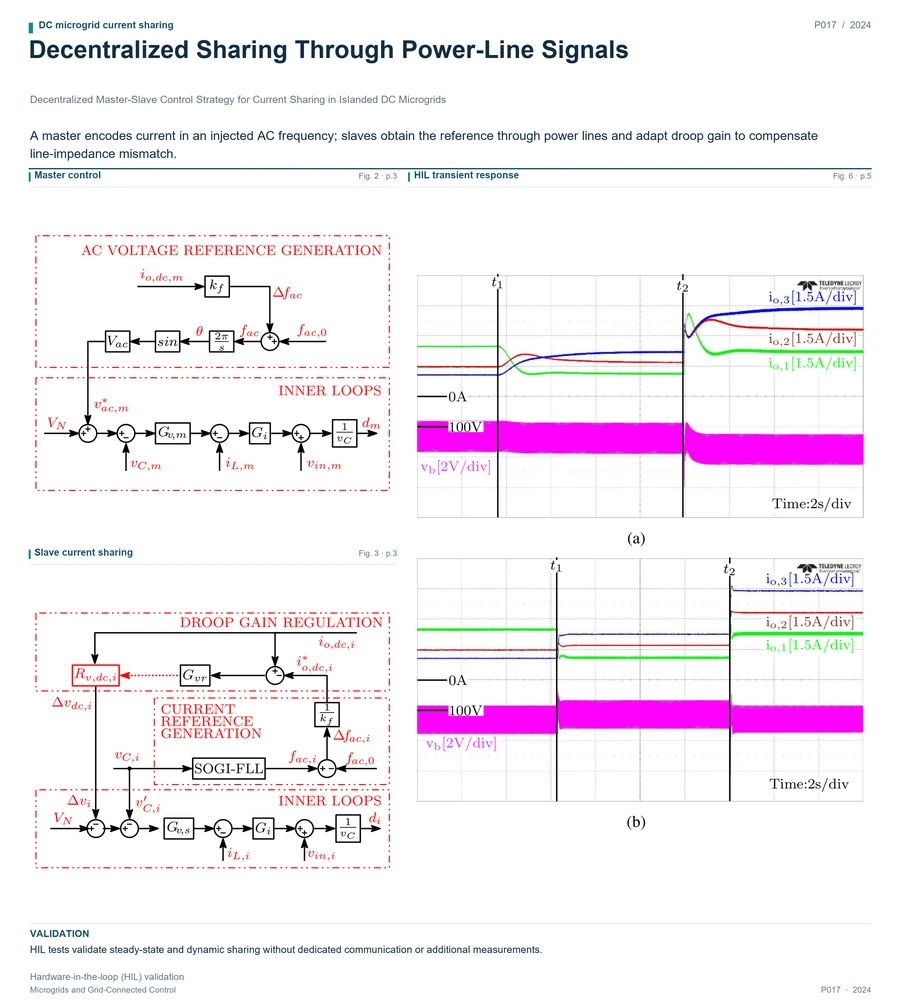 DC microgrid current sharing
P017 / 2024
Decentralized Sharing Through Power-Line Signals
Decentralized Master-Slave Control Strategy for Current Sharing in Islanded DC Microgrids
A master encodes current in an injected AC frequency; slaves obtain the reference through power lines and adapt droop gain to compensate
line-impedance mismatch.
Master control
Fig. 2 · p.3
AC VOLTAGE REFERENCE GENERATION
i_{o,dc,m}
k_f
Δf_{ac}
V_{ac}
sin
θ
2π/s
f_{ac}
f_{ac,0}
INNER LOOPS
v*_{ac,m}
V_N
G_{v,m}
G_i
1/v_C
d_m
v_{C,m}
i_{L,m}
v_{in,m}
Slave current sharing
Fig. 3 · p.3
DROOP GAIN REGULATION
i_{o,dc,i}
i*_{o,dc,i}
R_{v,dc,i}
G_{vr}
Δv_{dc,i}
CURRENT
REFERENCE
GENERATION
1/k_f
Δf_{ac,i}
v_{C,i}
SOGI-FLL
f_{ac,i}
f_{ac,0}
Δv_i
v′_{C,i}
INNER LOOPS
V_N
G_{v,s}
G_i
1/v_C
d_i
i_{L,i}
v_{in,i}
HIL transient response
Fig. 6 · p.5
t_1
t_2
TELEDYNE LECROY
i_{o,3}[1.5A/div]
i_{o,2}[1.5A/div]
i_{o,1}[1.5A/div]
0A
100V
v_b[2V/div]
Time:2s/div
(a)
t_1
t_2
TELEDYNE LECROY
i_{o,3}[1.5A/div]
i_{o,2}[1.5A/div]
i_{o,1}[1.5A/div]
0A
100V
v_b[2V/div]
Time:2s/div
(b)
VALIDATION
HIL tests validate steady-state and dynamic sharing without dedicated communication or additional measurements.
Hardware-in-the-loop (HIL) validation
Microgrids and Grid-Connected Control
P017 · 2024